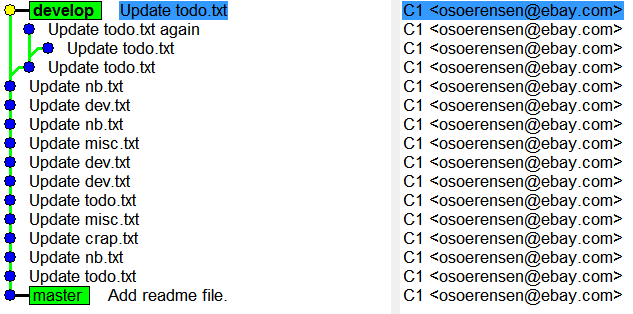 develop Update todo.txt C1 <osoerensen@ebay.com>
Update todo.txt again C1 <osoerensen@ebay.com>
Update todo.txt C1 <osoerensen@ebay.com>
Update todo.txt C1 <osoerensen@ebay.com>
Update nb.txt C1 <osoerensen@ebay.com>
Update dev.txt C1 <osoerensen@ebay.com>
Update nb.txt C1 <osoerensen@ebay.com>
Update misc.txt C1 <osoerensen@ebay.com>
Update dev.txt C1 <osoerensen@ebay.com>
Update dev.txt C1 <osoerensen@ebay.com>
Update todo.txt C1 <osoerensen@ebay.com>
Update misc.txt C1 <osoerensen@ebay.com>
Update crap.txt C1 <osoerensen@ebay.com>
Update nb.txt C1 <osoerensen@ebay.com>
Update todo.txt C1 <osoerensen@ebay.com>
master Add readme file. C1 <osoerensen@ebay.com>